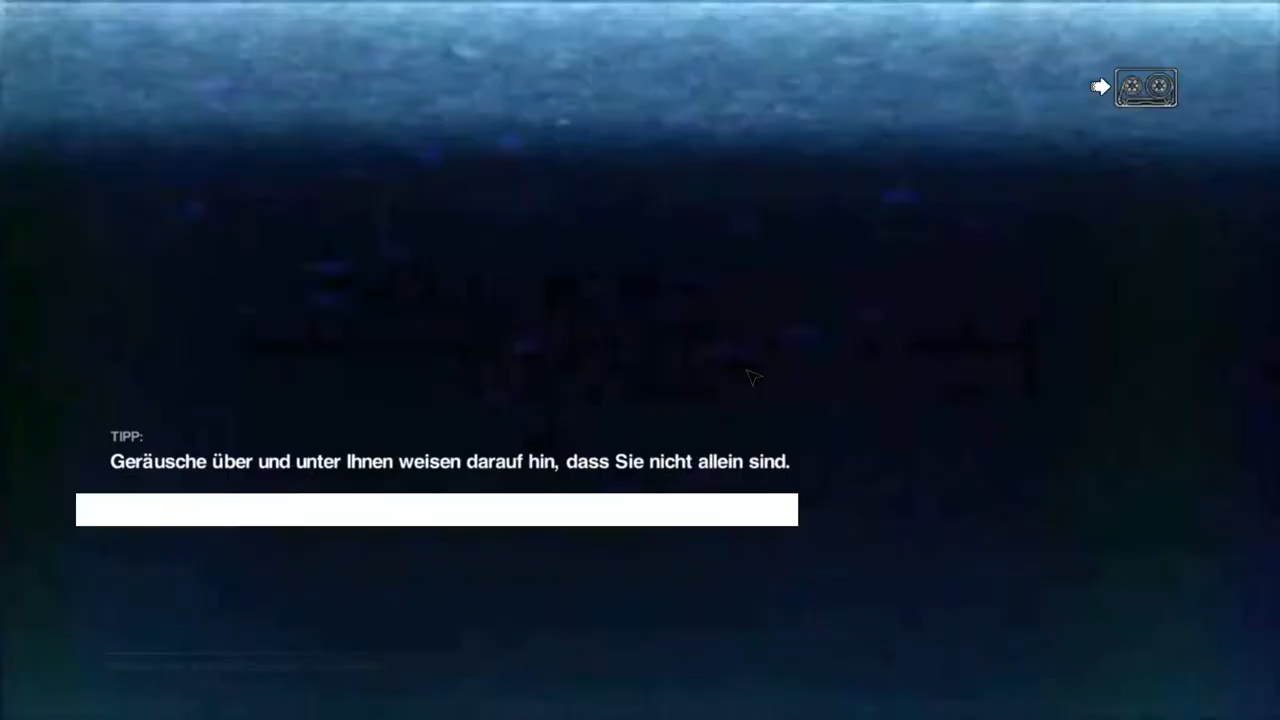 TIPP:
Geräusche über und unter Ihnen weisen darauf hin, dass Sie nicht allein sind.